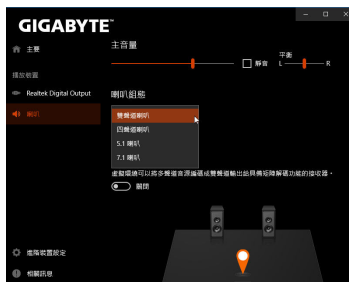 GIGABYTE™
主要
播放裝置
Realtek Digital Output
喇叭
進階裝置設定
相關訊息
主音量
靜音
平衡
L
R
喇叭組態
雙聲道喇叭
四聲道喇叭
5.1 喇叭
7.1 喇叭
虛擬環繞可以將多聲道音源編碼成雙聲道輸出給具備矩陣解碼功能的接收器。
關閉